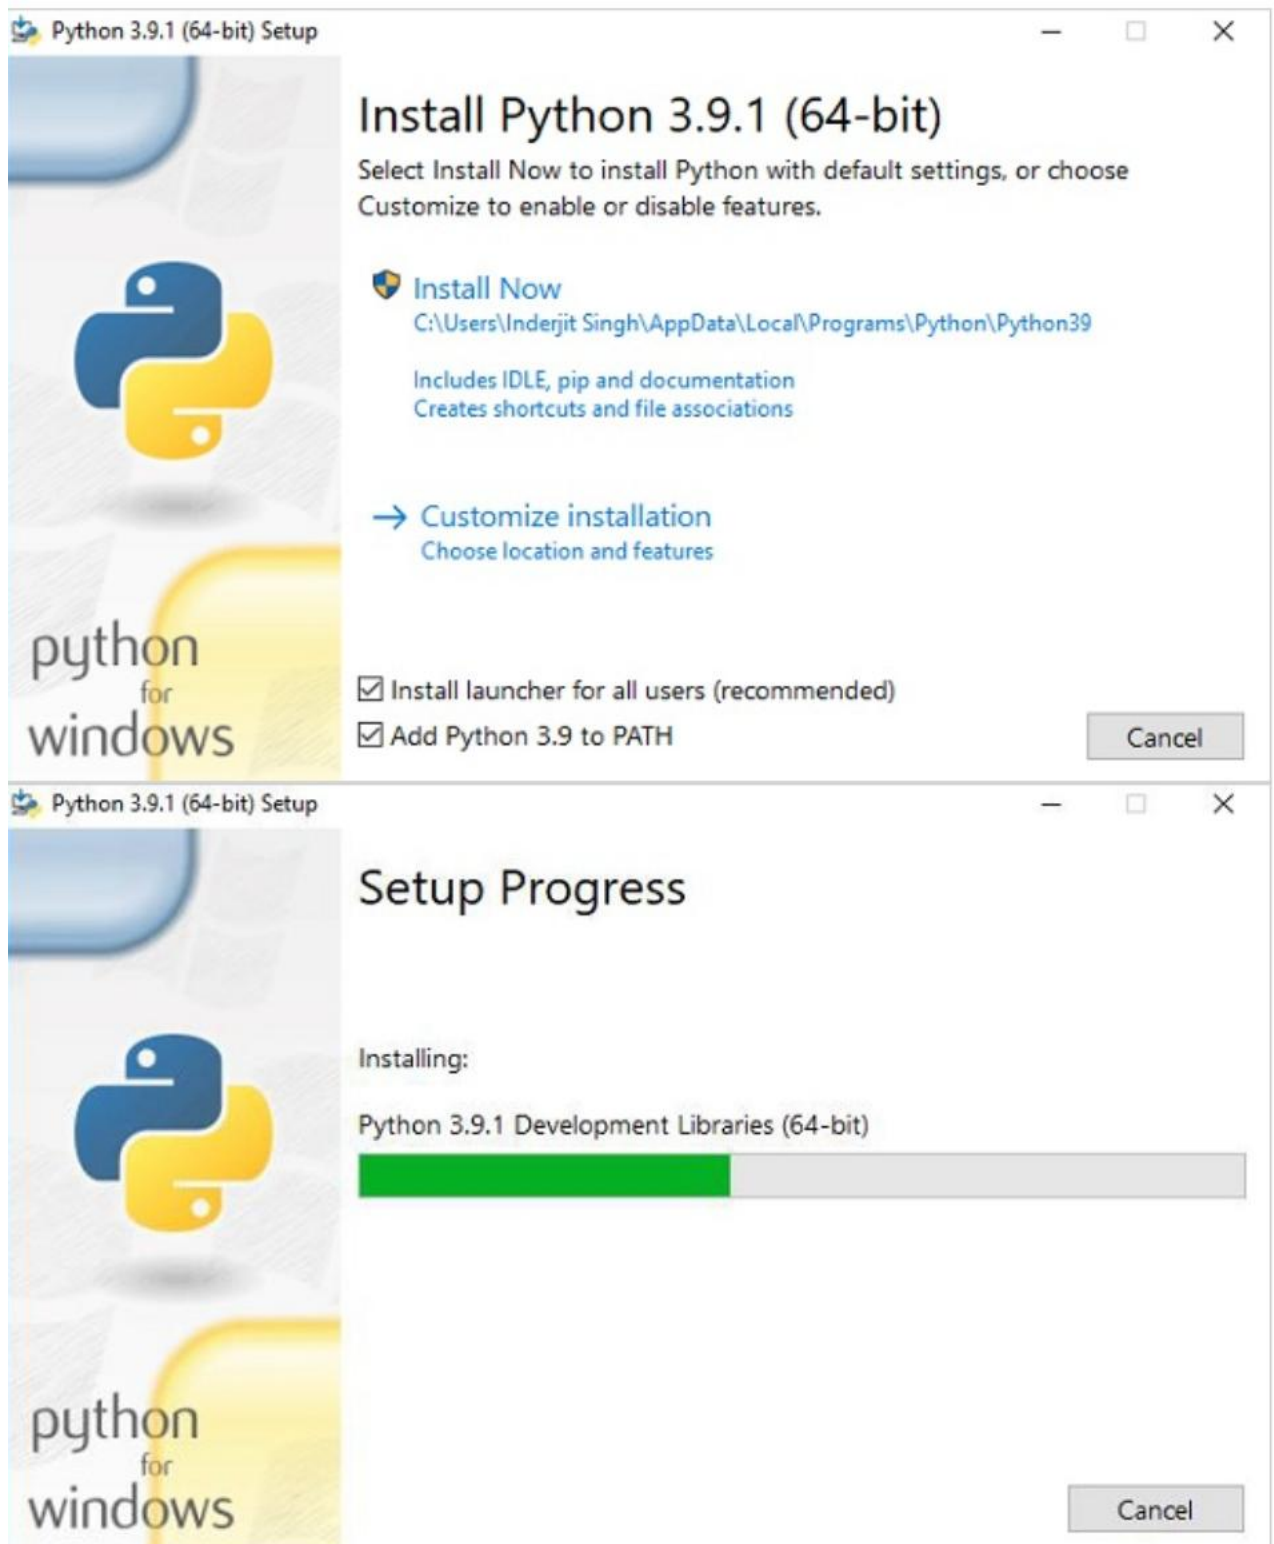 Python 3.9.1 (64-bit) Setup
Install Python 3.9.1 (64-bit)
Select Install Now to install Python with default settings, or choose
Customize to enable or disable features.
Install Now
C:\Users\Inderjit Singh\AppData\Local\Programs\Python\Python39
Includes IDLE, pip and documentation
Creates shortcuts and file associations
Customize installation
Choose location and features
python
for
windows
Install launcher for all users (recommended)
Add Python 3.9 to PATH
Cancel
Python 3.9.1 (64-bit) Setup
Setup Progress
Installing:
Python 3.9.1 Development Libraries (64-bit)
python
for
windows
Cancel